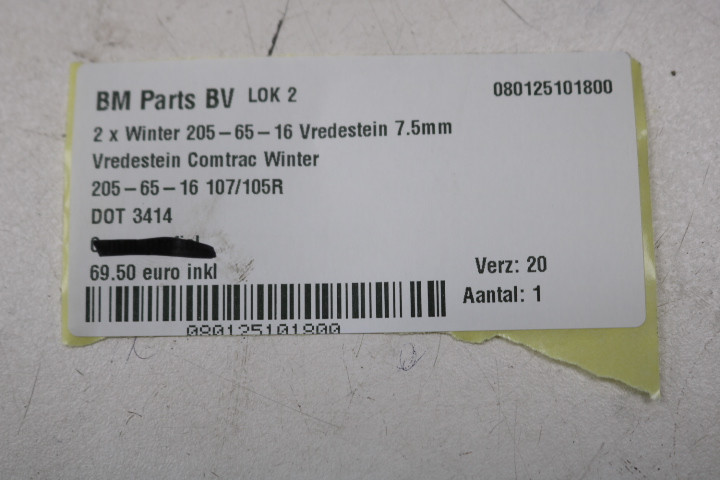 BM Parts BV LOK 2 080125101800
2 x Winter 205-65-16 Vredestein 7.5mm
Vredestein Comtrac Winter
205-65-16 107/105R
DOT 3414
69.50 euro inkl Verz: 20
Aantal: 1
080125101800